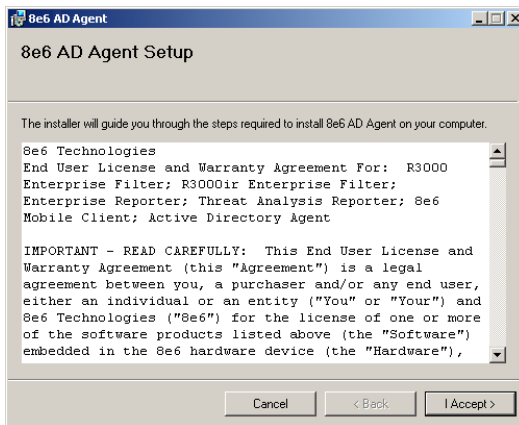 8e6 AD Agent
8e6 AD Agent Setup
The installer will guide you through the steps required to install 8e6 AD Agent on your computer.
8e6 Technologies
End User License and Warranty Agreement For:  R3000
Enterprise Filter; R3000ir Enterprise Filter;
Enterprise Reporter; Threat Analysis Reporter; 8e6
Mobile Client; Active Directory Agent
IMPORTANT - READ CAREFULLY:  This End User License and
Warranty Agreement (this "Agreement") is a legal
agreement between you, a purchaser and/or any end user,
either an individual or an entity ("You" or "Your") and
8e6 Technologies ("8e6") for the license of one or more
of the software products listed above (the "Software")
embedded in the 8e6 hardware device (the "Hardware"),
Cancel
< Back
I Accept >